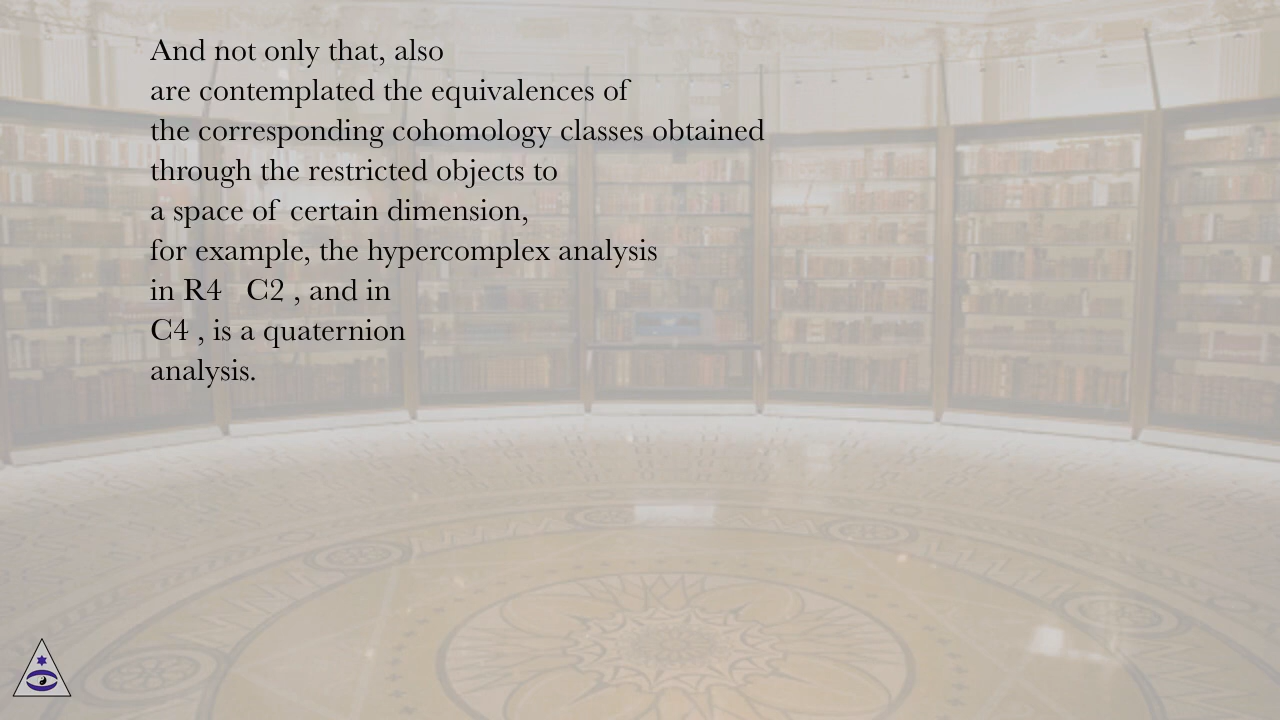 And not only that, also
are contemplated the equivalences of
the corresponding cohomology classes obtained
through the restricted objects to
a space of certain dimension,
for example, the hypercomplex analysis
in R4 C2 , and in
C4 , is a quaternion
analysis.